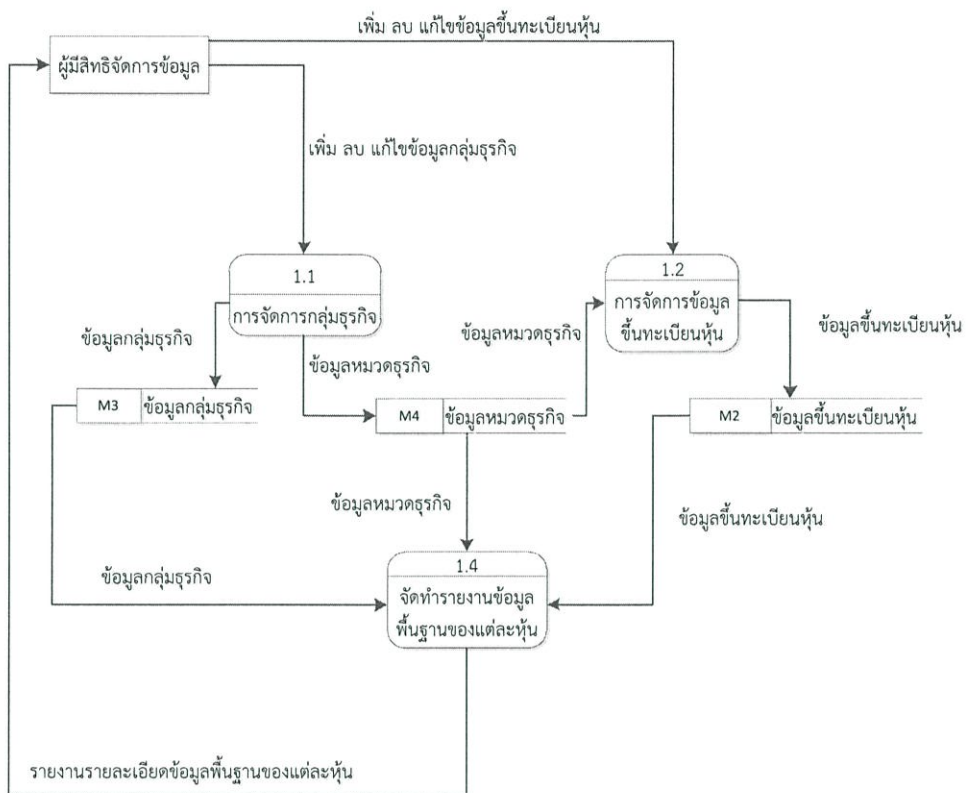 เพิ่ม ลบ แก้ไขข้อมูลขึ้นทะเบียนหุ้น
ผู้มีสิทธิจัดการข้อมูล
เพิ่ม ลบ แก้ไขข้อมูลกลุ่มธุรกิจ
1.1
การจัดการกลุ่มธุรกิจ
1.2
การจัดการข้อมูล
ขึ้นทะเบียนหุ้น
ข้อมูลกลุ่มธุรกิจ
ข้อมูลหมวดธุรกิจ
ข้อมูลหมวดธุรกิจ
ข้อมูลขึ้นทะเบียนหุ้น
M3 ข้อมูลกลุ่มธุรกิจ
M4 ข้อมูลหมวดธุรกิจ
M2 ข้อมูลขึ้นทะเบียนหุ้น
ข้อมูลหมวดธุรกิจ
ข้อมูลขึ้นทะเบียนหุ้น
ข้อมูลกลุ่มธุรกิจ
1.4
จัดทำรายงานข้อมูล
พื้นฐานของแต่ละหุ้น
รายงานรายละเอียดข้อมูลพื้นฐานของแต่ละหุ้น